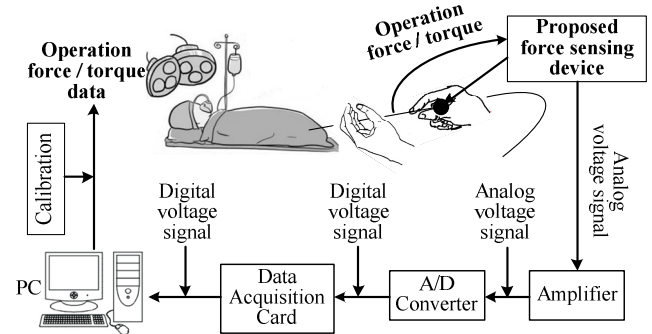 Operation
force / torque
data
Operation
force / torque
Proposed
force sensing
device
Calibration
Digital
voltage
signal
Digital
voltage
signal
Analog
voltage
signal
Analog
voltage signal
PC
Data
Acquisition
Card
A/D
Converter
Amplifier